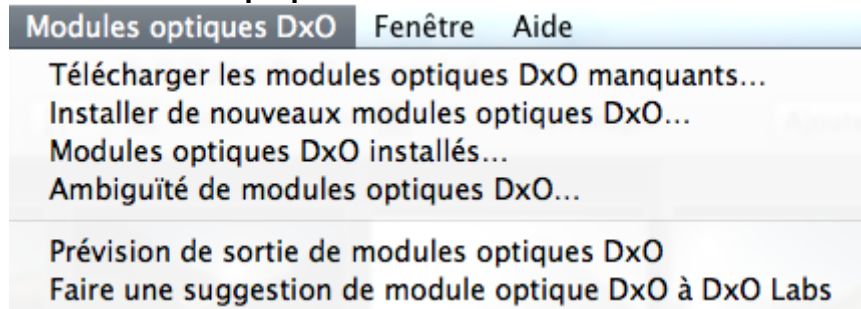 Modules optiques DxO Fenêtre Aide
Télécharger les modules optiques DxO manquants...
Installer de nouveaux modules optiques DxO...
Modules optiques DxO installés...
Ambiguïté de modules optiques DxO...
Prévision de sortie de modules optiques DxO
Faire une suggestion de module optique DxO à DxO Labs